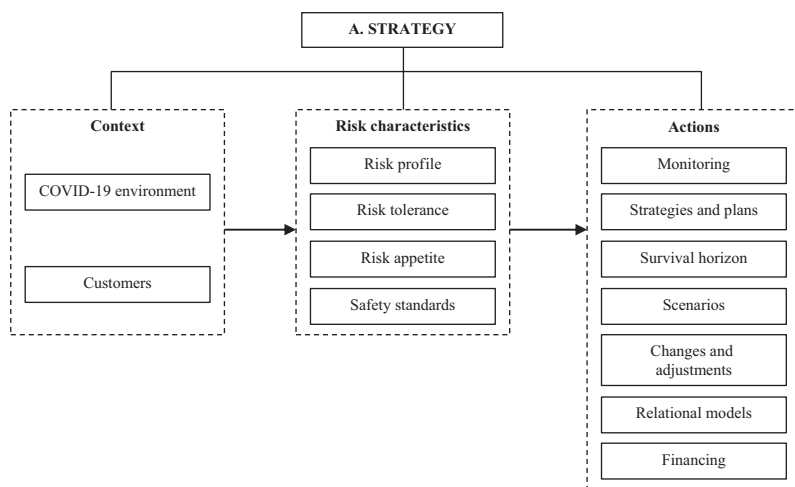 A. STRATEGY
Context
COVID-19 environment
Customers
Risk characteristics
Risk profile
Risk tolerance
Risk appetite
Safety standards
Actions
Monitoring
Strategies and plans
Survival horizon
Scenarios
Changes and
adjustments
Relational models
Financing